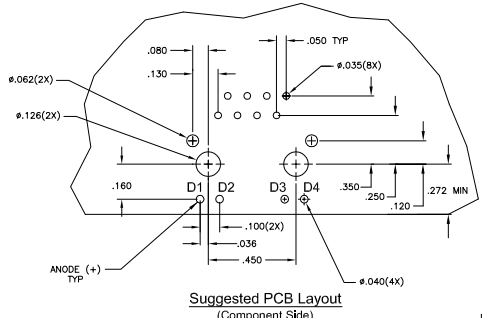 .080
.050 TYP
.130
ø.035(8X)
ø.062(2X)
ø.126(2X)
.160
D1 D2 D3 D4
.350
.250
.120
.272 MIN
.100(2X)
.036
ANODE (+)
TYP
.450
ø.040(4X)
Suggested PCB Layout
(Component Side)